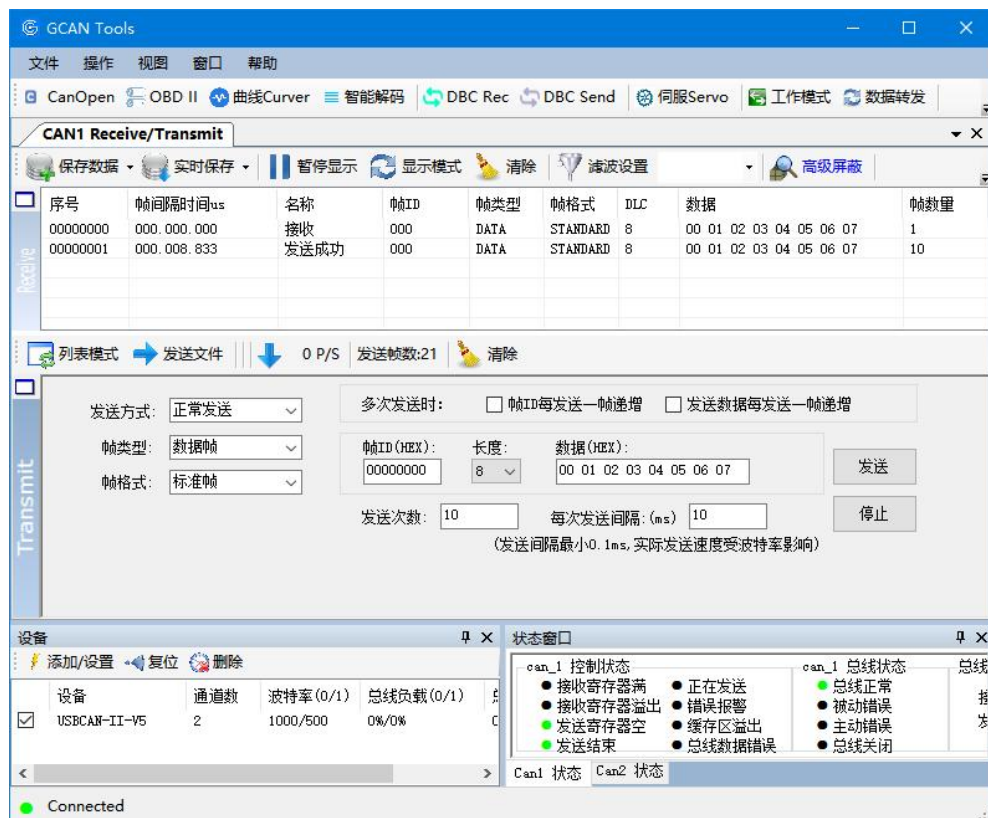 GCAN Tools
文件 操作 视图 窗口 帮助
CanOpen OBD II 曲线Curver 智能解码 DBC Rec DBC Send 伺服Servo 工作模式 数据转发
CAN1 Receive/Transmit
保存数据 实时保存 暂停显示 显示模式 清除 滤波设置 高级屏蔽
序号 帧间隔时间us 名称 帧ID 帧类型 帧格式 DLC 数据 帧数量
00000000 000.000.000 接收 000 DATA STANDARD 8 00 01 02 03 04 05 06 07 1
00000001 000.008.833 发送成功 000 DATA STANDARD 8 00 01 02 03 04 05 06 07 10
Receive
列表模式 发送文件 0 P/S 发送帧数:21 清除
Transmit
发送方式: 正常发送 多次发送时: 帧ID每发送一帧递增 发送数据每发送一帧递增
帧类型: 数据帧 帧ID(HEX): 长度: 数据(HEX):
00000000 8 00 01 02 03 04 05 06 07 发送
帧格式: 标准帧
发送次数: 10 每次发送间隔:(ms) 10 停止
(发送间隔最小0.1ms,实际发送速度受波特率影响)
设备
添加/设置 复位 删除
设备 通道数 波特率(0/1) 总线负载(0/1)
USBCAN-II-V5 2 1000/500 0%/0%
状态窗口
can_1 控制状态 can_1 总线状态 总线
接收寄存器满 正在发送 总线正常
接收寄存器溢出 错误报警 被动错误
发送寄存器空 缓存区溢出 主动错误
发送结束 总线数据错误 总线关闭
Can1 状态 Can2 状态
Connected